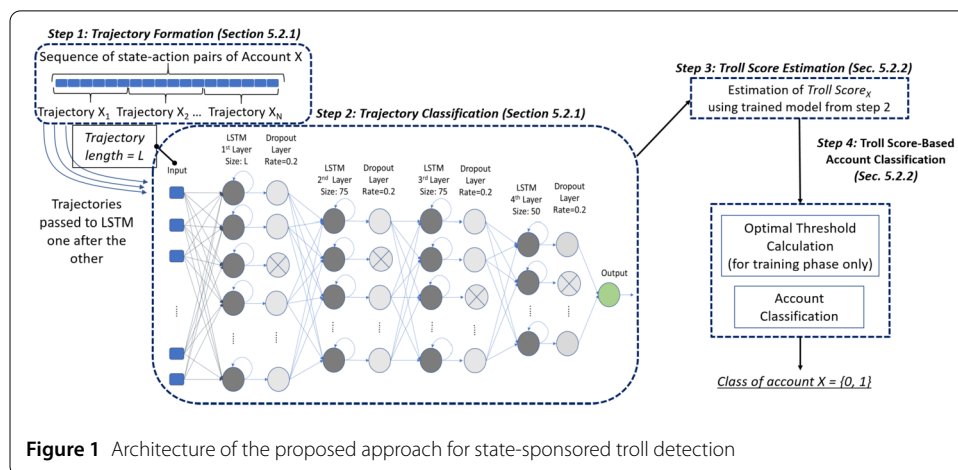 Step 1: Trajectory Formation (Section 5.2.1)
Sequence of state-action pairs of Account X
Trajectory X1 Trajectory X2 ... Trajectory XN
Trajectory
length = L
Trajectories
passed to LSTM
one after the
other
Step 2: Trajectory Classification (Section 5.2.1)
Input
LSTM
1st Layer
Size: L
Dropout
Layer
Rate=0.2
LSTM
2nd Layer
Size: 75
Dropout
Layer
Rate=0.2
LSTM
3rd Layer
Size: 75
Dropout
Layer
Rate=0.2
LSTM
4th Layer
Size: 50
Dropout
Layer
Rate=0.2
Output
Step 3: Troll Score Estimation (Sec. 5.2.2)
Estimation of Troll ScoreX
using trained model from step 2
Step 4: Troll Score-Based
Account Classification
(Sec. 5.2.2)
Optimal Threshold
Calculation
(for training phase only)
Account
Classification
Class of account X = {0, 1}
Figure 1 Architecture of the proposed approach for state-sponsored troll detection